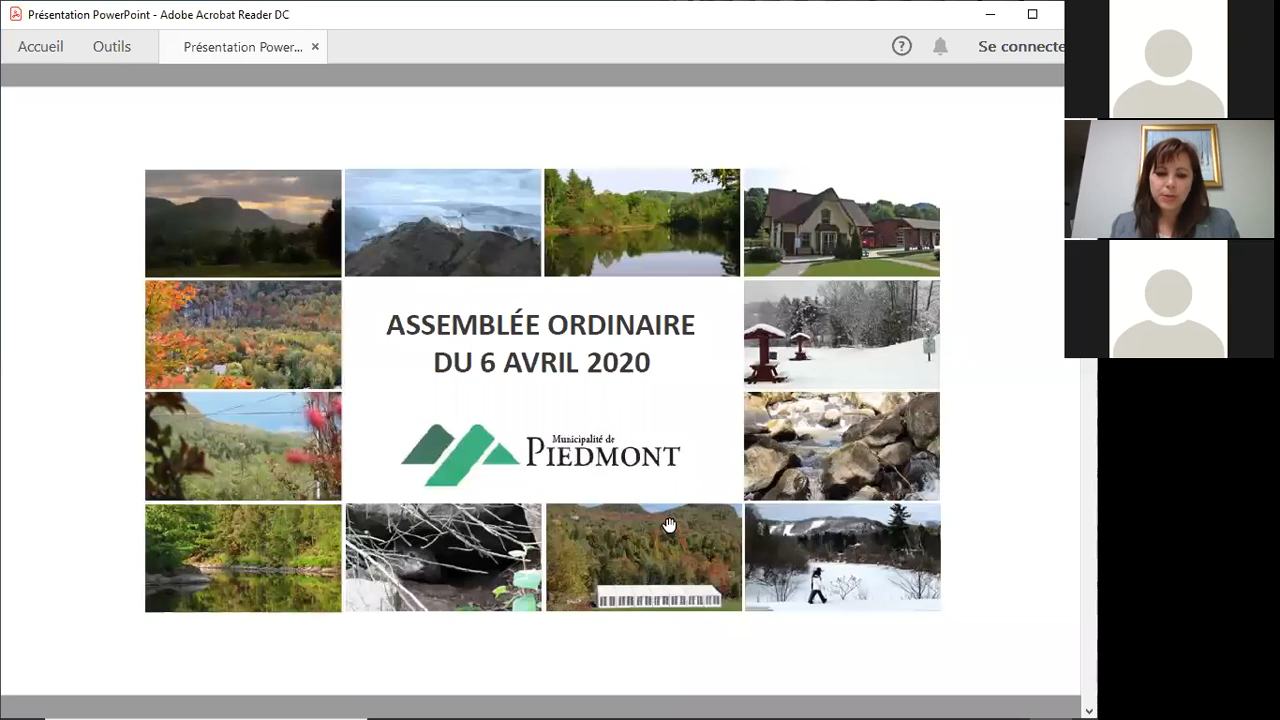 Présentation PowerPoint - Adobe Acrobat Reader DC
Accueil
Outils
Présentation Power...
Se connecte
ASSEMBLÉE ORDINAIRE
DU 6 AVRIL 2020
Municipalité de
PIEDMONT